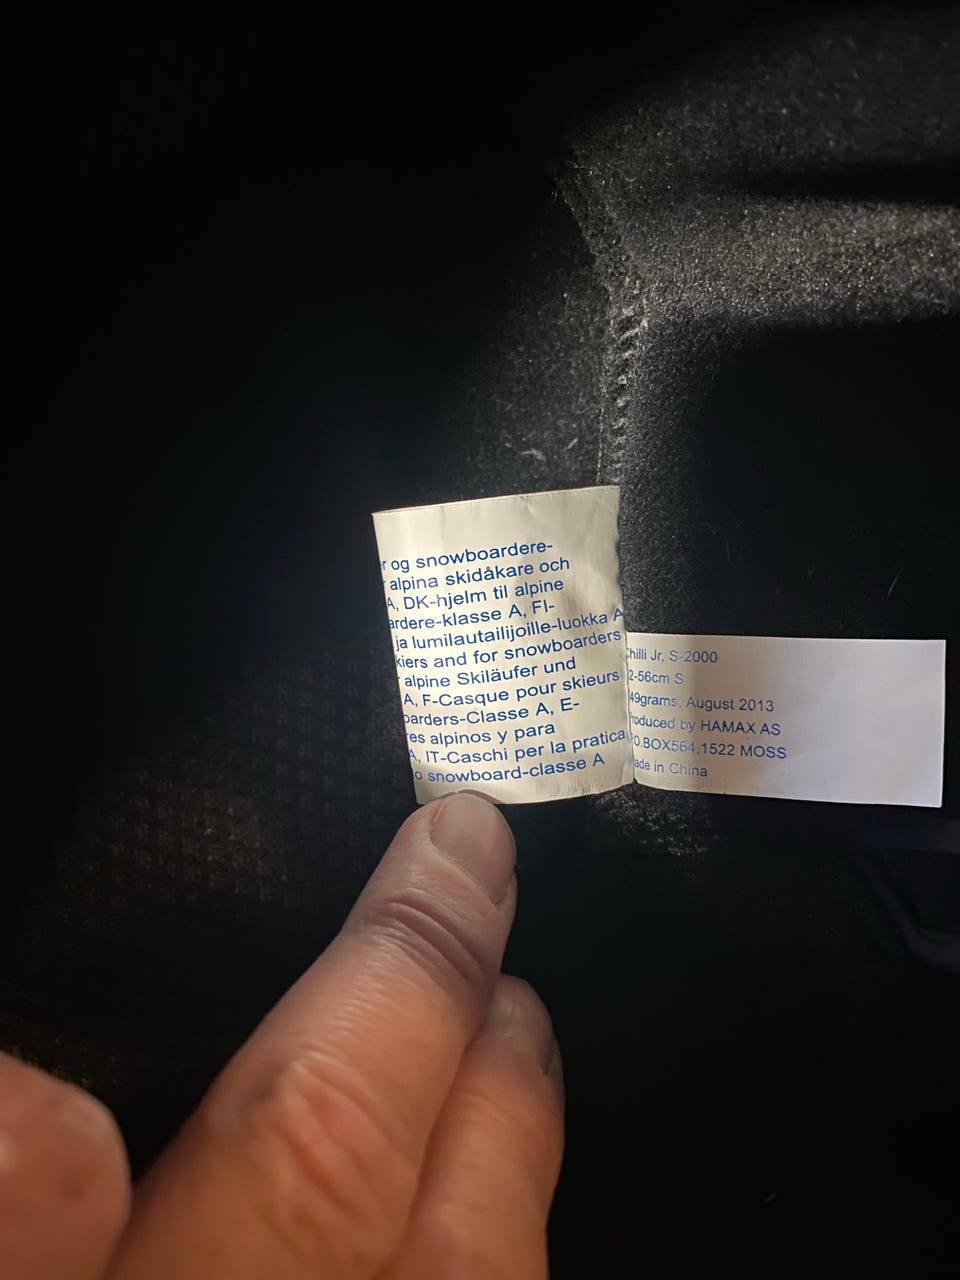 og snowboardere-
alpina skidåkare och
A, DK-hjelm til alpine
ardere-klasse A, FI-
ja lumilautailijoille-luokka A
kiers and for snowboarders
alpine Skiläufer und
A, F-Casque pour skieurs
oarders-Classe A, E-
res alpinos y para
A, IT-Caschi per la pratica
o snowboard-classe A
hilli Jr, S-2000
2-56cm S
49grams, August 2013
roduced by HAMAX AS
.O.BOX564,1522 MOSS
ade in China